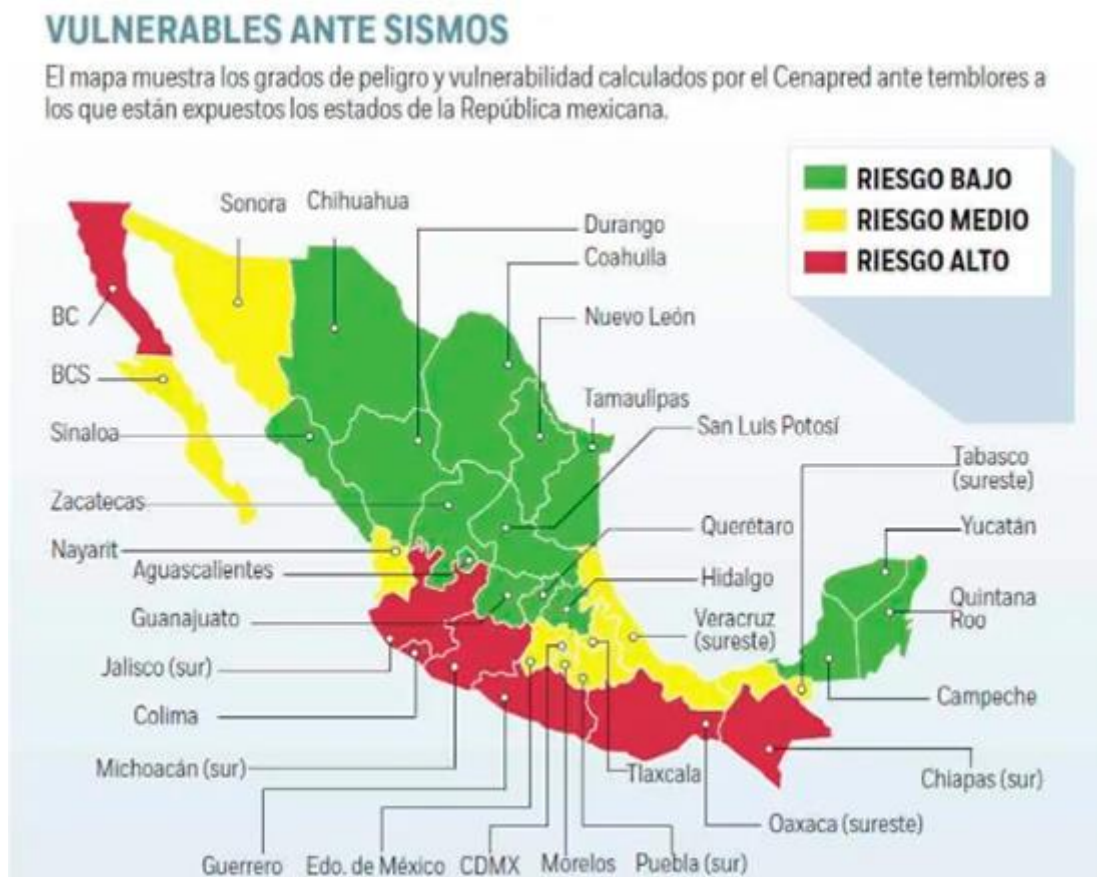 VULNERABLES ANTE SISMOS
El mapa muestra los grados de peligro y vulnerabilidad calculados por el Cenapred ante temblores a
los que están expuestos los estados de la República mexicana.
RIESGO BAJO
RIESGO MEDIO
RIESGO ALTO
Sonora
Chihuahua
Durango
Coahuila
BC
Nuevo León
BCS
Tamaulipas
San Luis Potosí
Sinaloa
Tabasco
(sureste)
Zacatecas
Querétaro
Yucatán
Nayarit
Aguascalientes
Hidalgo
Quintana
Roo
Guanajuato
Veracruz
(sureste)
Jalisco (sur)
Campeche
Colima
Michoacán (sur)
Tlaxcala
Chiapas (sur)
Oaxaca (sureste)
Guerrero
Edo. de México
CDMX
Morelos
Puebla (sur)